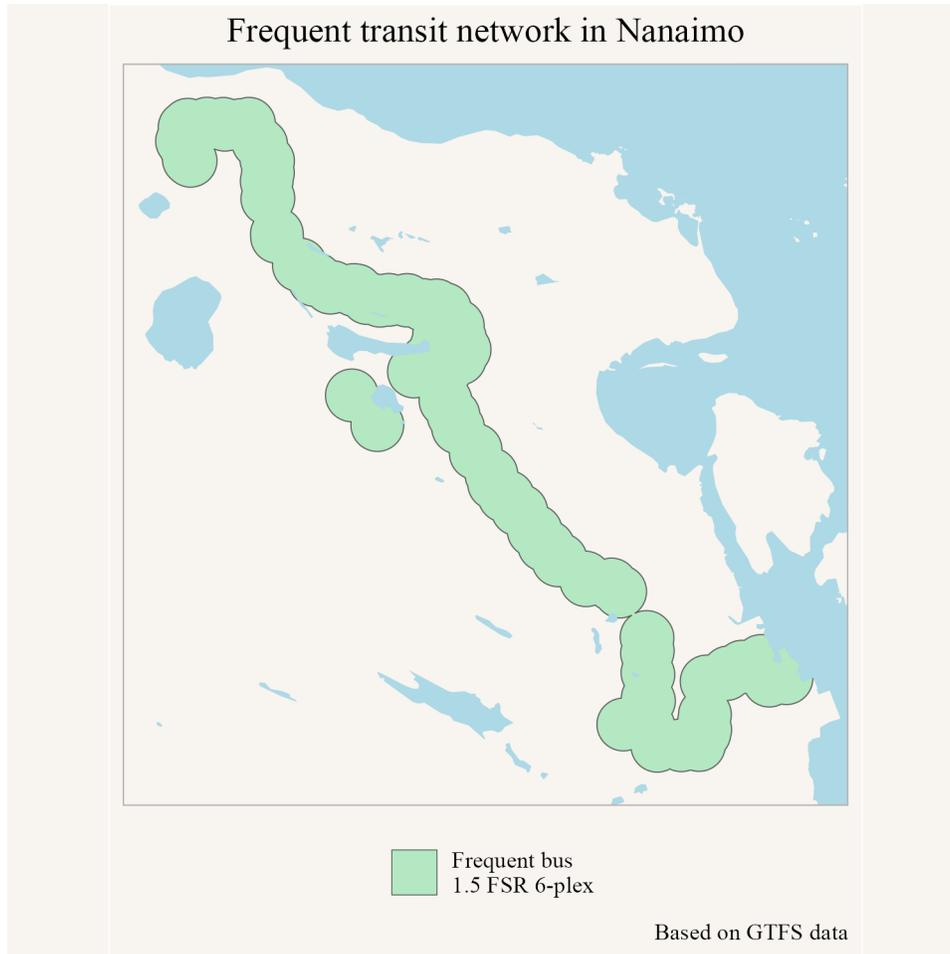 Frequent transit network in Nanaimo
Frequent bus
1.5 FSR 6-plex
Based on GTFS data